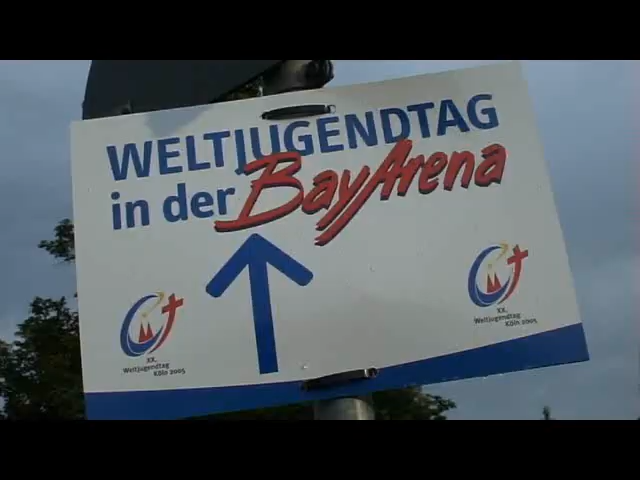 WELTJUGENDTAG
in der BayArena
XX.
Weltjugendtag
Köln 2005
XX.
Weltjugendtag
Köln 2005